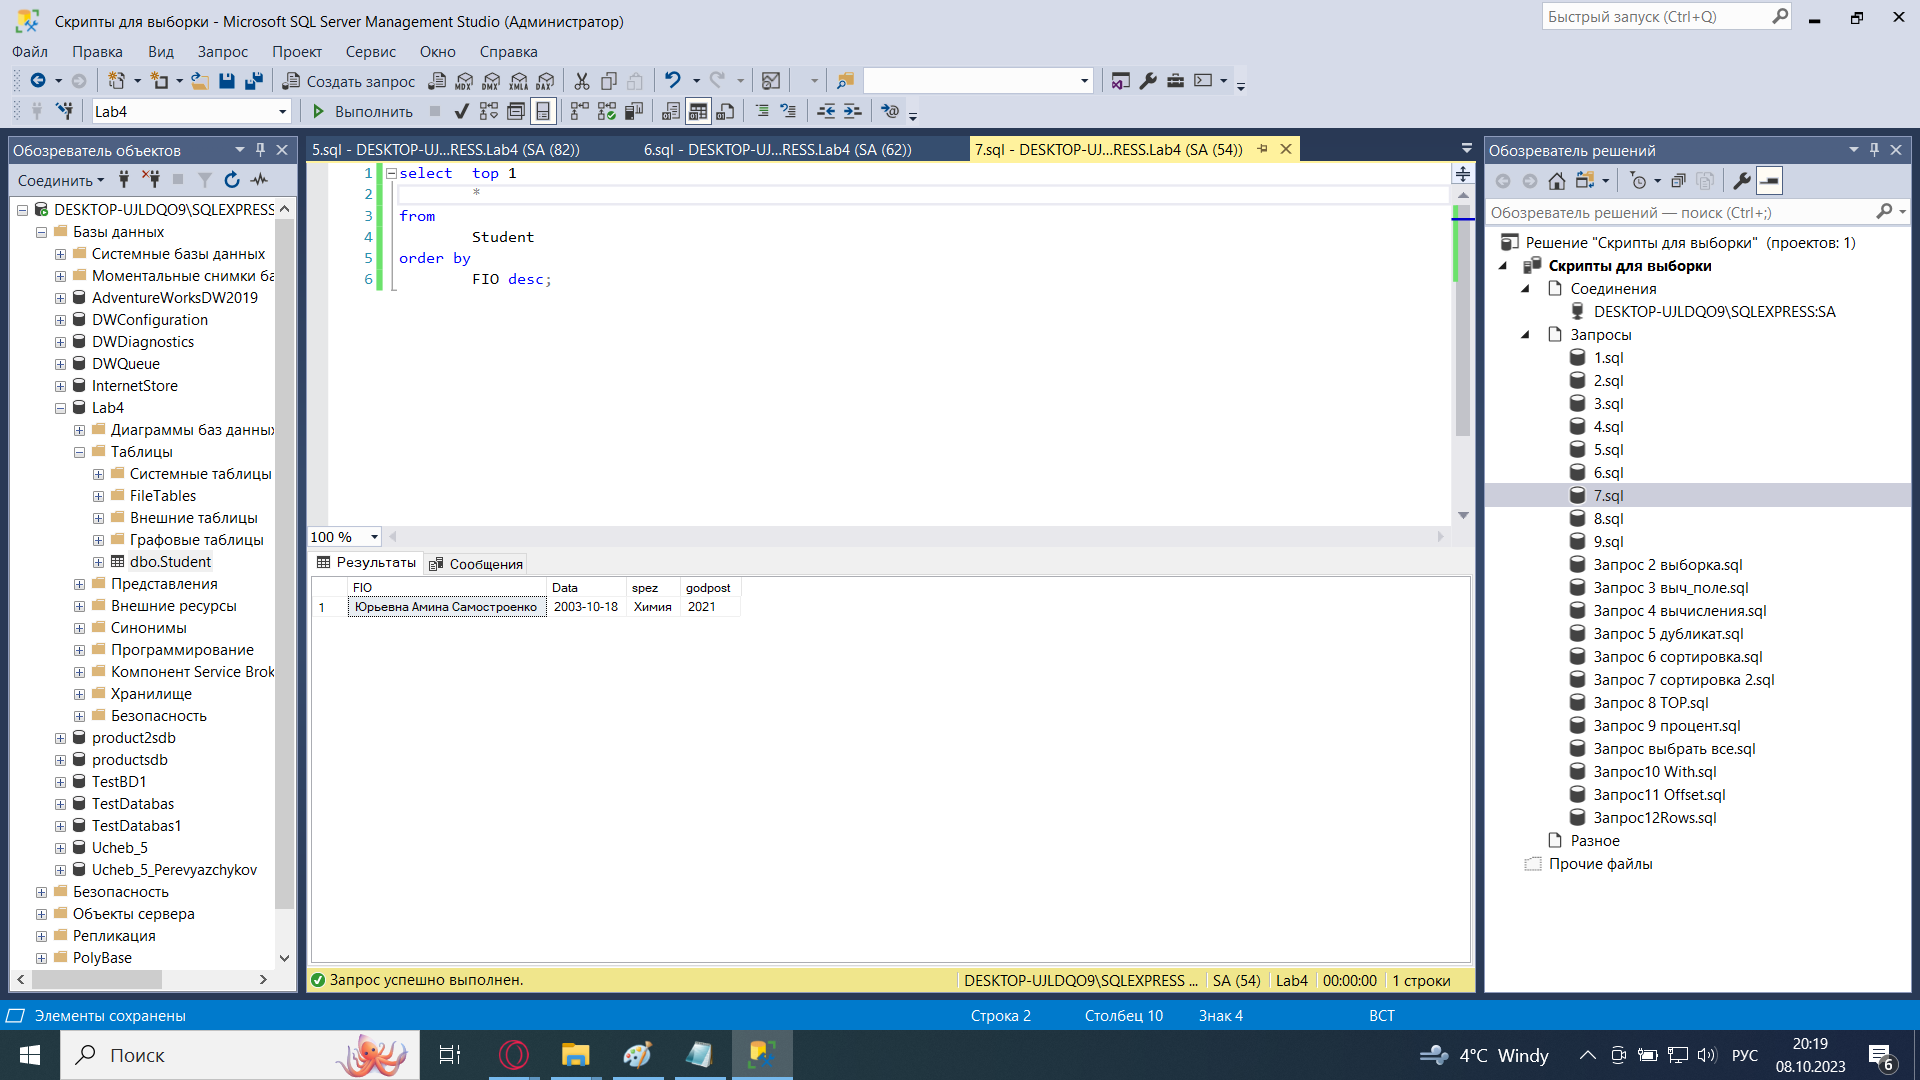 Скрипты для выборки - Microsoft SQL Server Management Studio (Администратор)
Быстрый запуск (Ctrl+Q)
Файл Правка Вид Запрос Проект Сервис Окно Справка
Создать запрос
Lab4
Выполнить
Обозреватель объектов
Соединить
DESKTOP-UJLDQO9\SQLEXPRESS
Базы данных
Системные базы данных
Моментальные снимки ба
AdventureWorksDW2019
DWConfiguration
DWDiagnostics
DWQueue
InternetStore
Lab4
Диаграммы баз данны
Таблицы
Системные таблицы
FileTables
Внешние таблицы
Графовые таблицы
dbo.Student
Представления
Внешние ресурсы
Синонимы
Программирование
Компонент Service Brok
Хранилище
Безопасность
product2sdb
productsdb
TestBD1
TestDatabas
TestDatabas1
Ucheb_5
Ucheb_5_Perevyazchykov
Безопасность
Объекты сервера
Репликация
PolyBase
5.sql - DESKTOP-UJ...RESS.Lab4 (SA (82))
6.sql - DESKTOP-UJ...RESS.Lab4 (SA (62))
7.sql - DESKTOP-UJ...RESS.Lab4 (SA (54))
1 select top 1
2 *
3 from
4 Student
5 order by
6 FIO desc;
100 %
Результаты Сообщения
FIO Data spez godpost
1 Юрьевна Амина Самостроенко 2003-10-18 Химия 2021
Запрос успешно выполнен.
DESKTOP-UJLDQO9\SQLEXPRESS ... SA (54) Lab4 00:00:00 1 строки
Обозреватель решений
Обозреватель решений — поиск (Ctrl+;)
Решение "Скрипты для выборки" (проектов: 1)
Скрипты для выборки
Соединения
DESKTOP-UJLDQO9\SQLEXPRESS:SA
Запросы
1.sql
2.sql
3.sql
4.sql
5.sql
6.sql
7.sql
8.sql
9.sql
Запрос 2 выборка.sql
Запрос 3 выч_поле.sql
Запрос 4 вычисления.sql
Запрос 5 дубликат.sql
Запрос 6 сортировка.sql
Запрос 7 сортировка 2.sql
Запрос 8 TOP.sql
Запрос 9 процент.sql
Запрос выбрать все.sql
Запрос10 With.sql
Запрос11 Offset.sql
Запрос12Rows.sql
Разное
Прочие файлы
Элементы сохранены
Строка 2 Столбец 10 Знак 4 ВСТ
Поиск
4°C Windy
РУС
20:19
08.10.2023
6